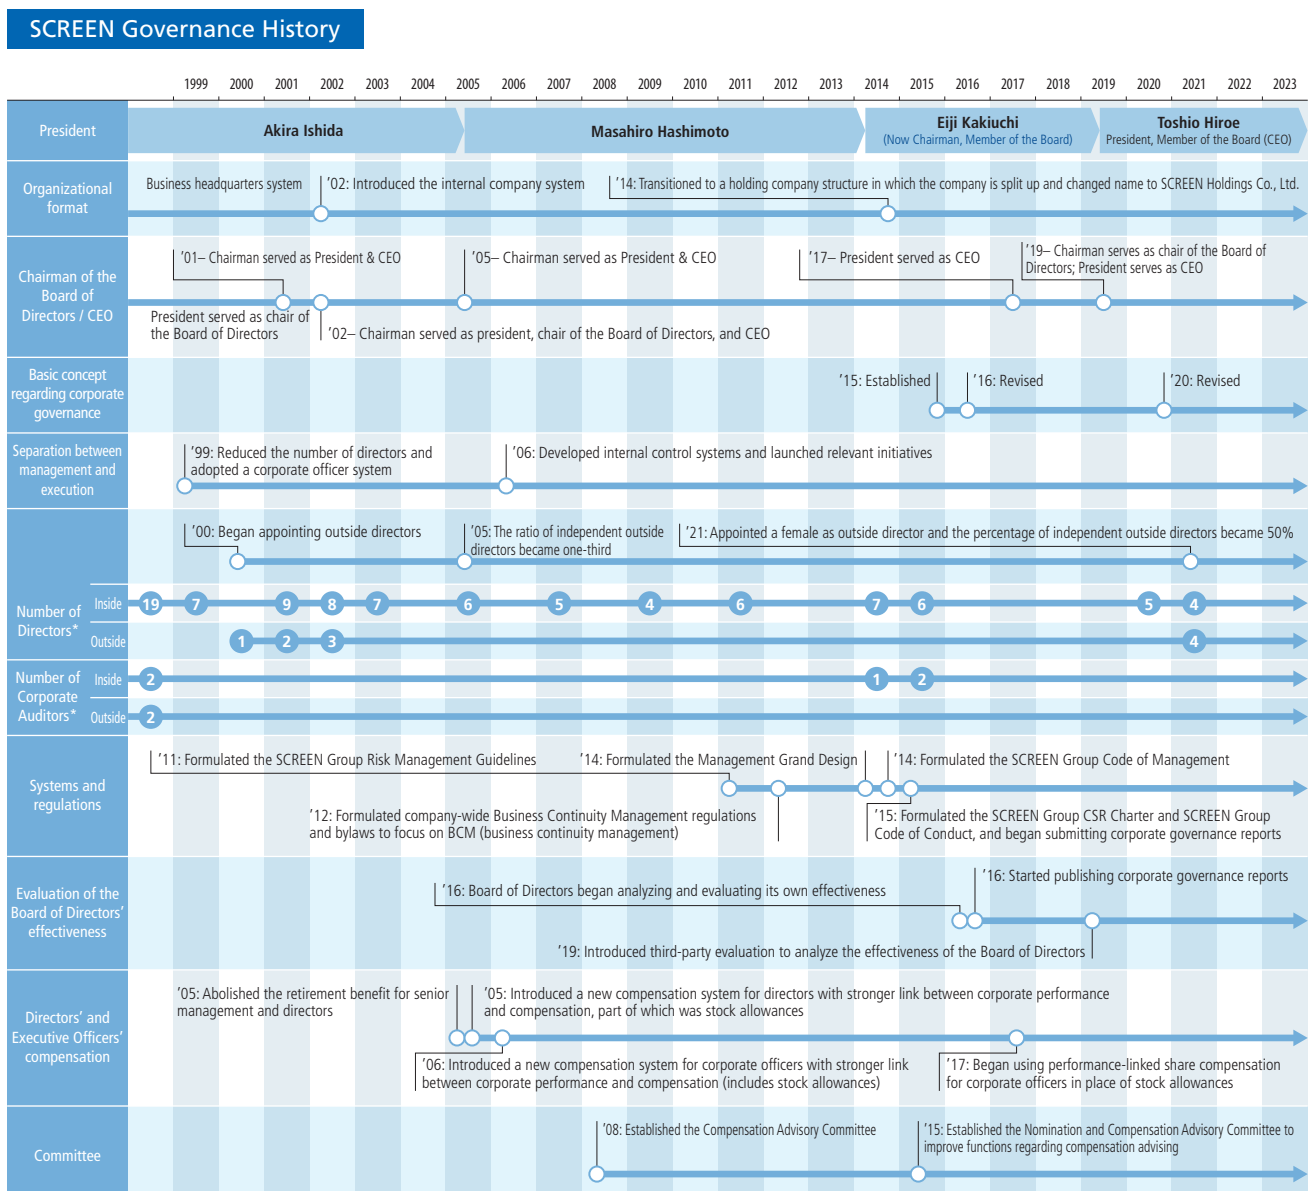 SCREEN Governance History
1999 2000 2001 2002 2003 2004 2005 2006 2007 2008 2009 2010 2011 2012 2013 2014 2015 2016 2017 2018 2019 2020 2021 2022 2023
President
Akira Ishida
Masahiro Hashimoto
Eiji Kakiuchi
(Now Chairman, Member of the Board)
Toshio Hiroe
President, Member of the Board (CEO)
Organizational
format
Business headquarters system
’02: Introduced the internal company system
’14: Transitioned to a holding company structure in which the company is split up and changed name to SCREEN Holdings Co., Ltd.
Chairman of the
Board of
Directors / CEO
’01– Chairman served as President & CEO
’05– Chairman served as President & CEO
’17– President served as CEO
’19– Chairman serves as chair of the Board of
Directors; President serves as CEO
President served as chair of
the Board of Directors
’02– Chairman served as president, chair of the Board of Directors, and CEO
Basic concept
regarding corporate
governance
’15: Established
’16: Revised
’20: Revised
Separation between
management and
execution
’99: Reduced the number of directors and
adopted a corporate officer system
’06: Developed internal control systems and launched relevant initiatives
’00: Began appointing outside directors
’05: The ratio of independent outside
directors became one-third
’21: Appointed a female as outside director and the percentage of independent outside directors became 50%
Number of
Directors*
Inside
19 7 9 8 7 6 5 4 6 7 6 5 4
Outside
1 2 3 4
Number of
Corporate
Auditors*
Inside
2 1 2
Outside
2
Systems and
regulations
’11: Formulated the SCREEN Group Risk Management Guidelines
’14: Formulated the Management Grand Design
’14: Formulated the SCREEN Group Code of Management
’12: Formulated company-wide Business Continuity Management regulations
and bylaws to focus on BCM (business continuity management)
’15: Formulated the SCREEN Group CSR Charter and SCREEN Group
Code of Conduct, and began submitting corporate governance reports
Evaluation of the
Board of Directors’
effectiveness
’16: Board of Directors began analyzing and evaluating its own effectiveness
’16: Started publishing corporate governance reports
’19: Introduced third-party evaluation to analyze the effectiveness of the Board of Directors
Directors’ and
Executive Officers’
compensation
’05: Abolished the retirement benefit for senior
management and directors
’05: Introduced a new compensation system for directors with stronger link between corporate performance
and compensation, part of which was stock allowances
’06: Introduced a new compensation system for corporate officers with stronger link
between corporate performance and compensation (includes stock allowances)
’17: Began using performance-linked share compensation
for corporate officers in place of stock allowances
Committee
’08: Established the Compensation Advisory Committee
’15: Established the Nomination and Compensation Advisory Committee to
improve functions regarding compensation advising